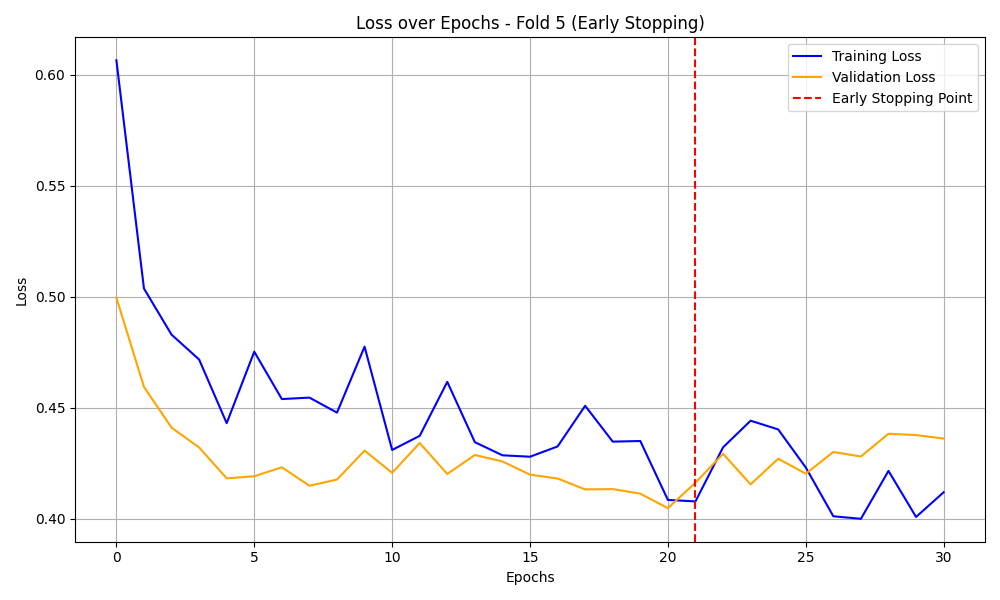 Loss over Epochs - Fold 5 (Early Stopping)
Training Loss
Validation Loss
Early Stopping Point
0.60
0.55
0.50
0.45
0.40
Loss
0 5 10 15 20 25 30
Epochs